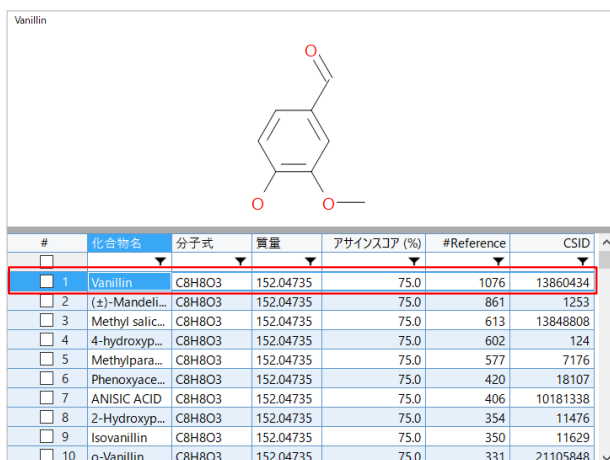 Vanillin
O
O
O
# 化合物名 分子式 質量 アサインスコア (%) #Reference CSID
1 Vanillin C8H8O3 152.04735 75.0 1076 13860434
2 (±)-Mandeli... C8H8O3 152.04735 75.0 861 1253
3 Methyl salic... C8H8O3 152.04735 75.0 613 13848808
4 4-hydroxyp... C8H8O3 152.04735 75.0 602 124
5 Methylpara... C8H8O3 152.04735 75.0 577 7176
6 Phenoxyace... C8H8O3 152.04735 75.0 420 18107
7 ANISIC ACID C8H8O3 152.04735 75.0 406 10181338
8 2-Hydroxyp... C8H8O3 152.04735 75.0 354 11476
9 Isovanillin C8H8O3 152.04735 75.0 350 11629
10 o-Vanillin C8H8O3 152.04735 75.0 331 21105848